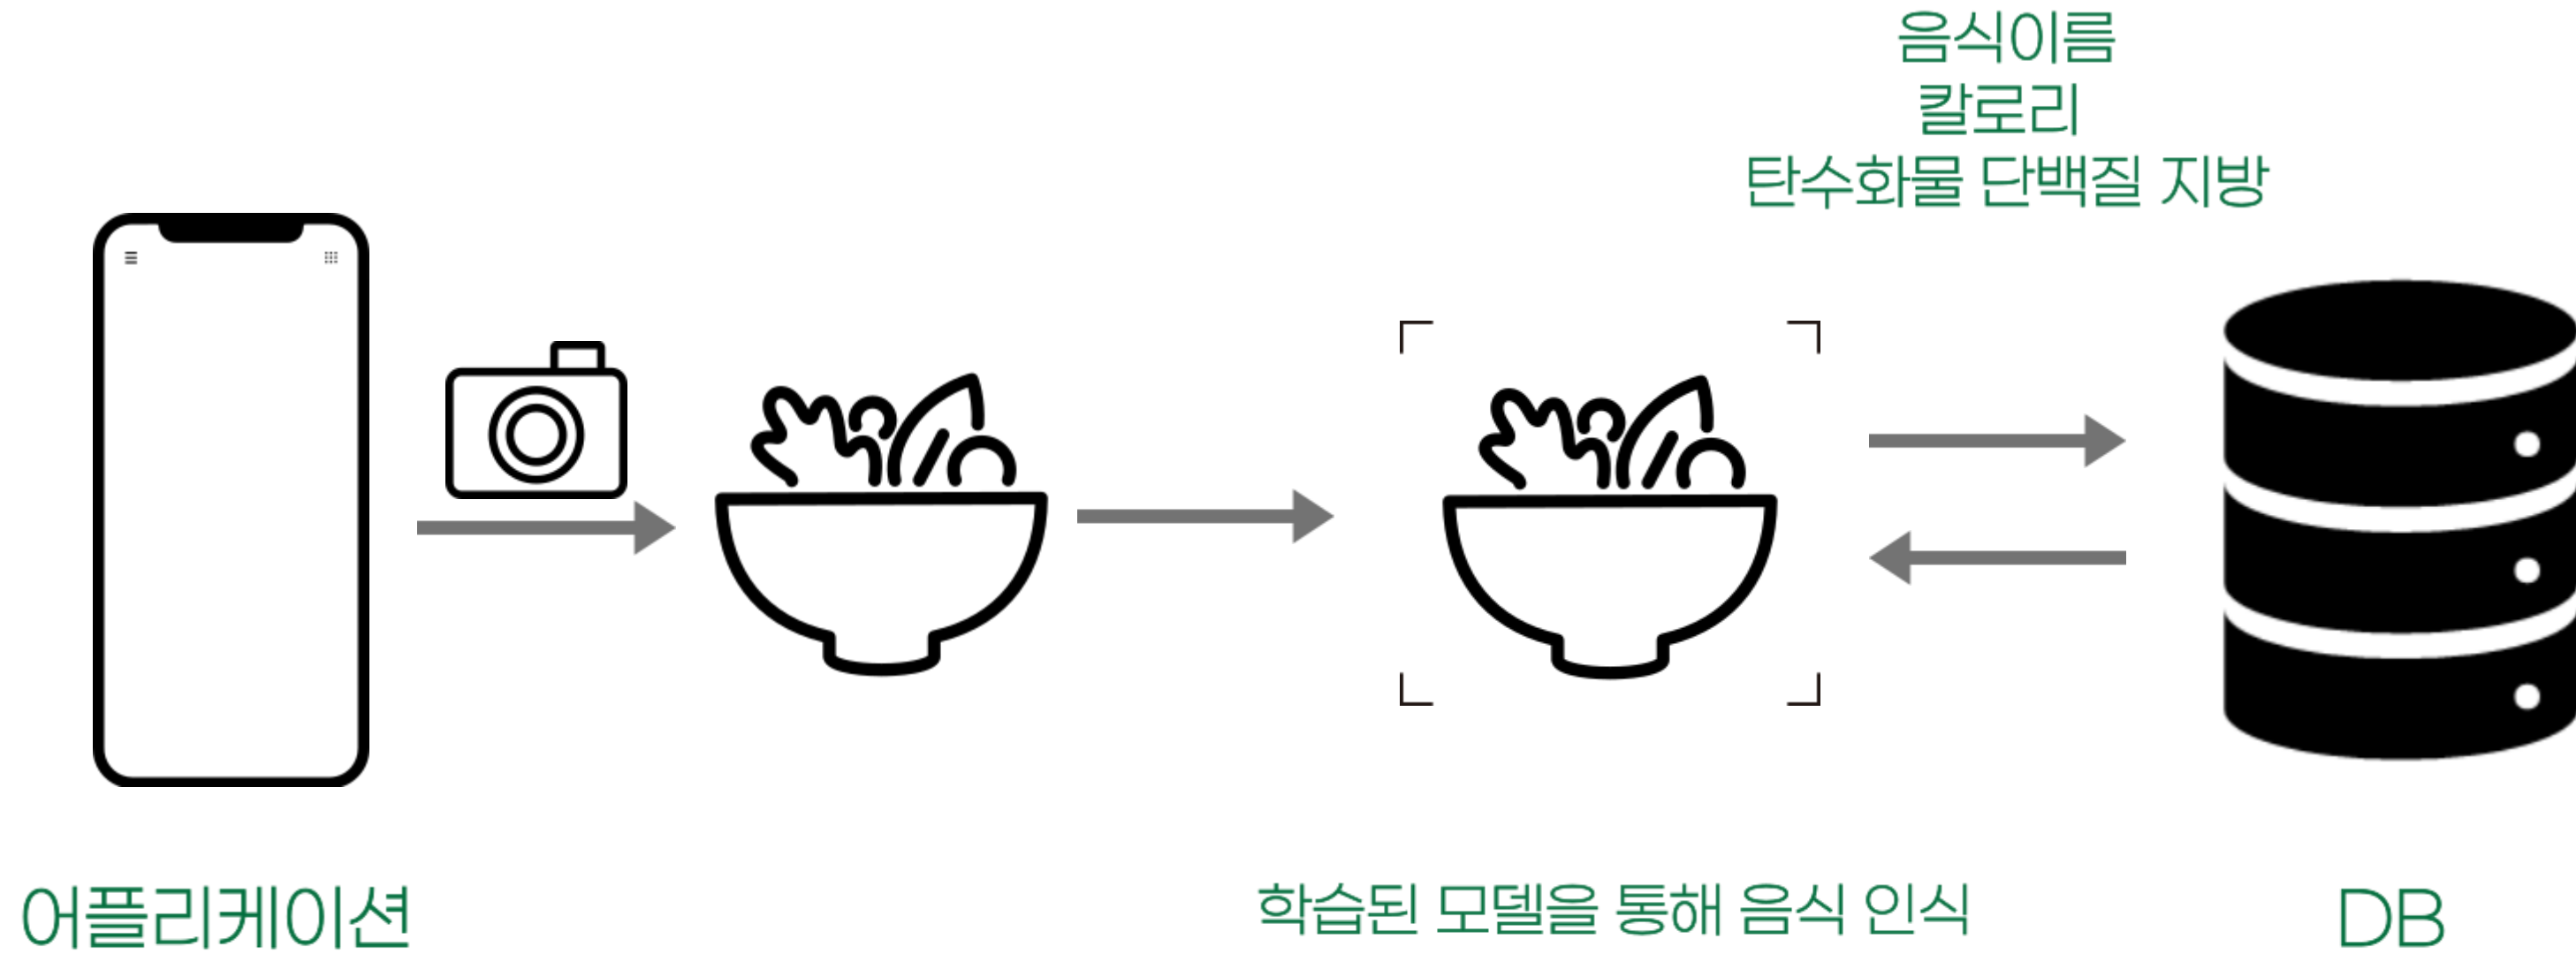 음식이름
칼로리
탄수화물 단백질 지방
어플리케이션
학습된 모델을 통해 음식 인식
DB